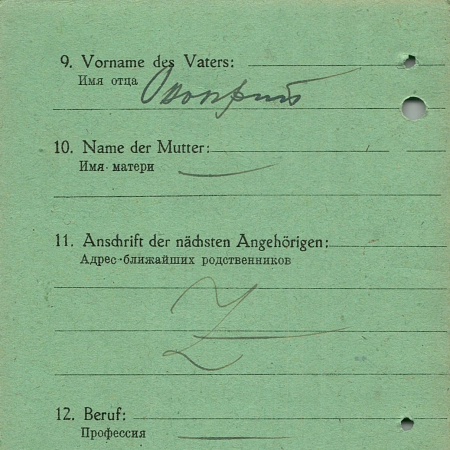 9. Vorname des Vaters:
Имя отца
10. Name der Mutter:
Имя матери
11. Anschrift der nächsten Angehörigen:
Адрес ближайших родственников
12. Beruf:
Профессия